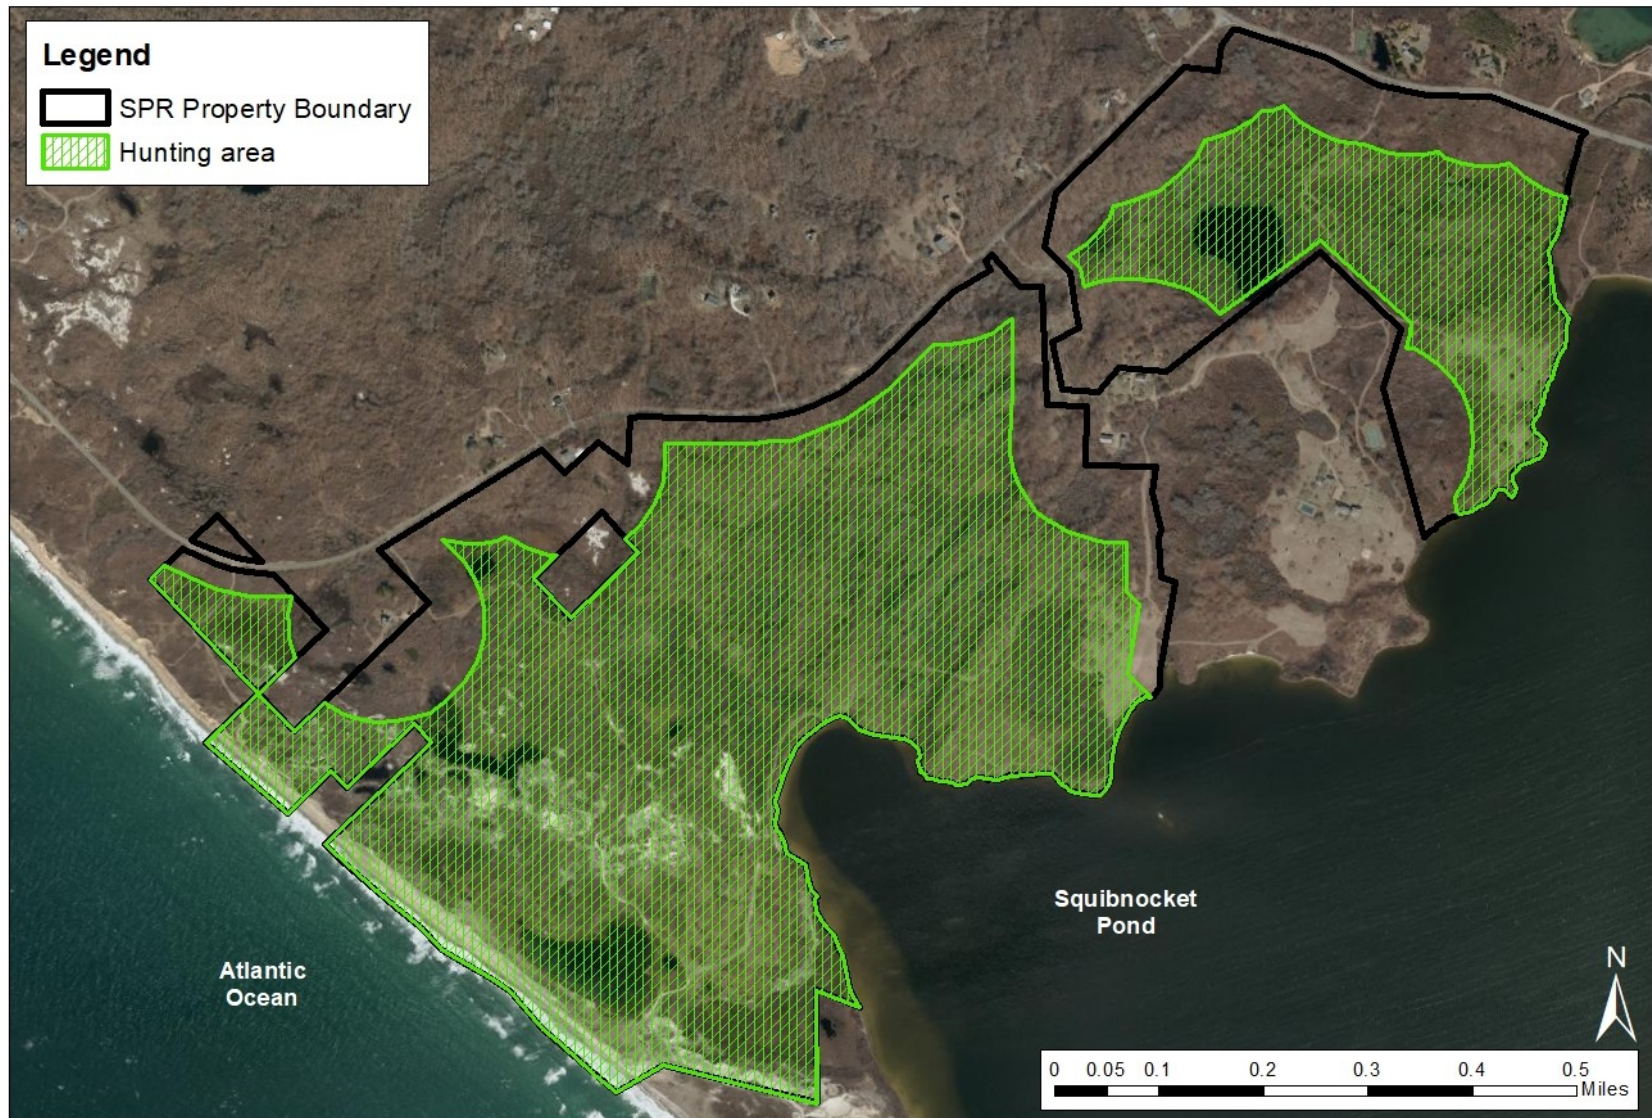 Legend
SPR Property Boundary
Hunting area
Squibnocket
Pond
Atlantic
Ocean
N
0 0.05 0.1 0.2 0.3 0.4 0.5
Miles